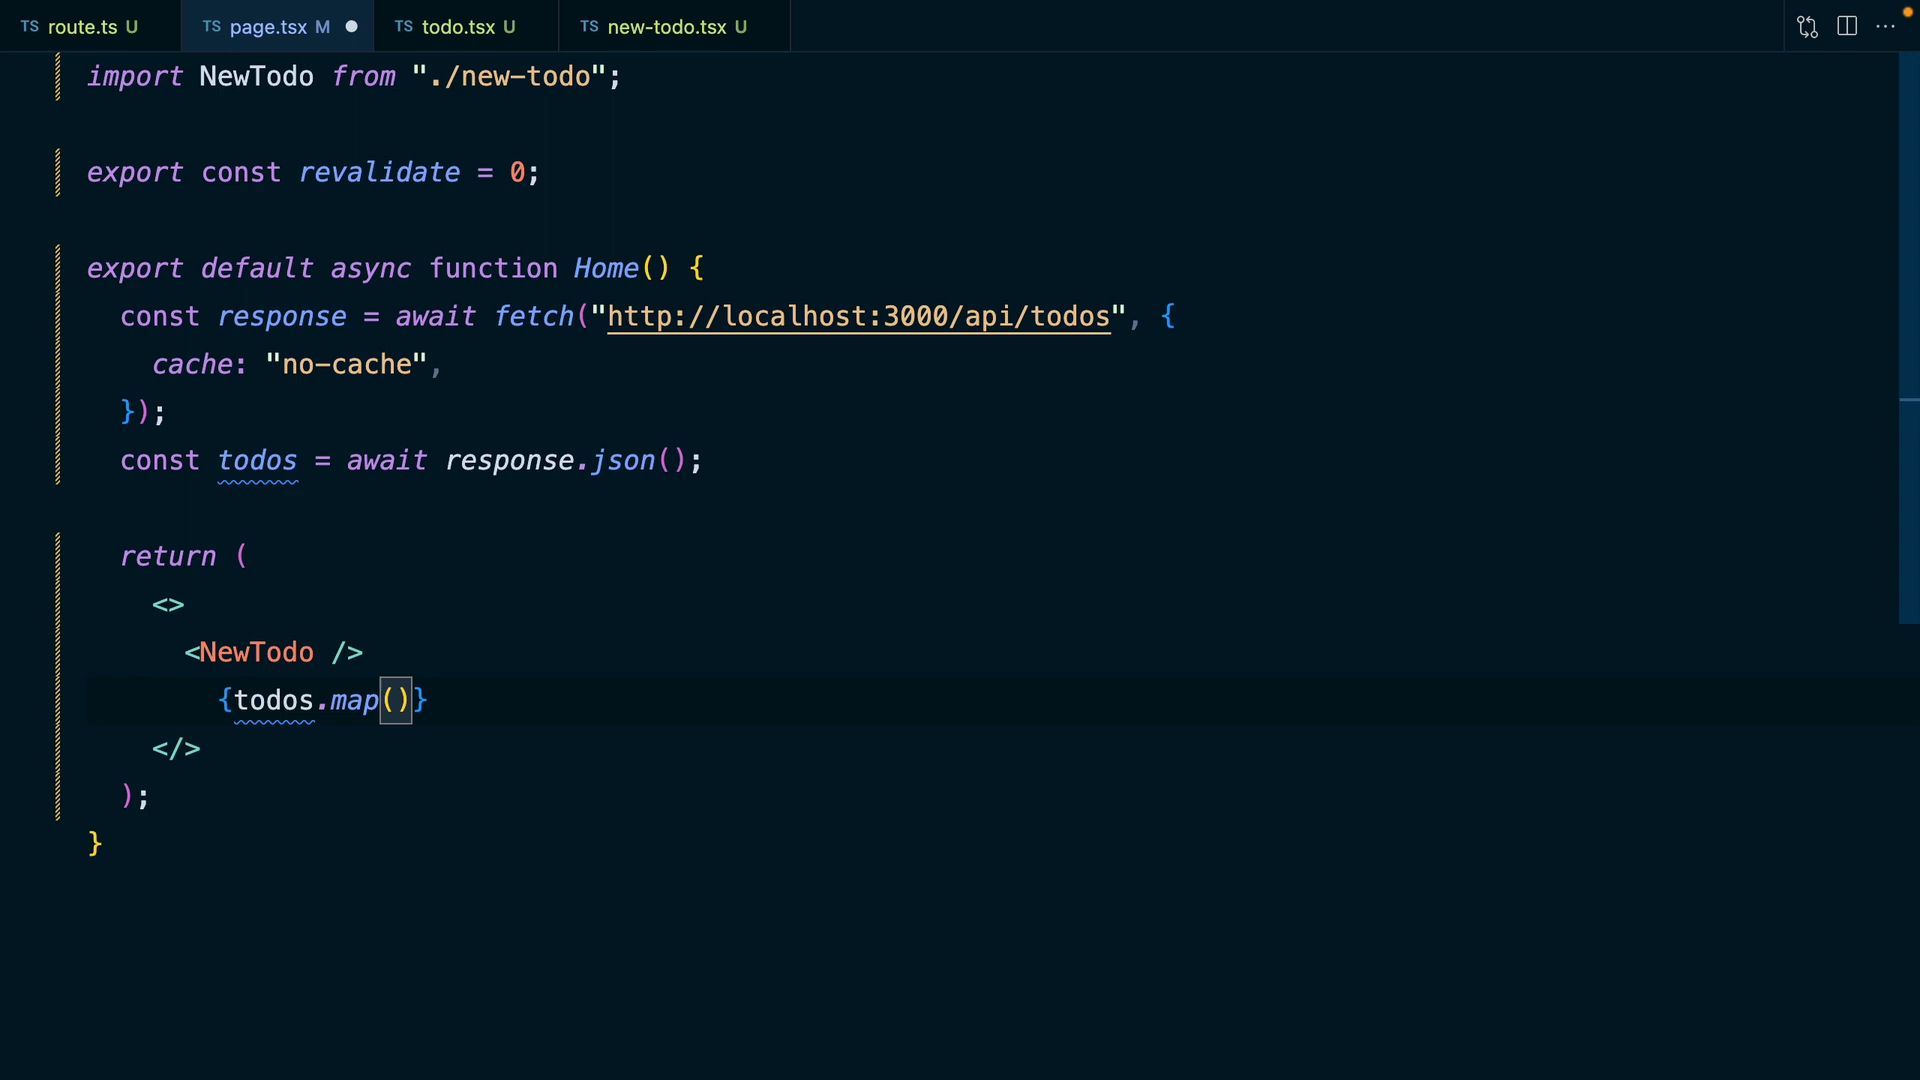 TS route.ts U TS page.tsx M TS todo.tsx U TS new-todo.tsx U
import NewTodo from "./new-todo";
export const revalidate = 0;
export default async function Home() {
const response = await fetch("http://localhost:3000/api/todos", {
cache: "no-cache",
});
const todos = await response.json();
return (
<>
<NewTodo />
{todos.map()}
</>
);
}